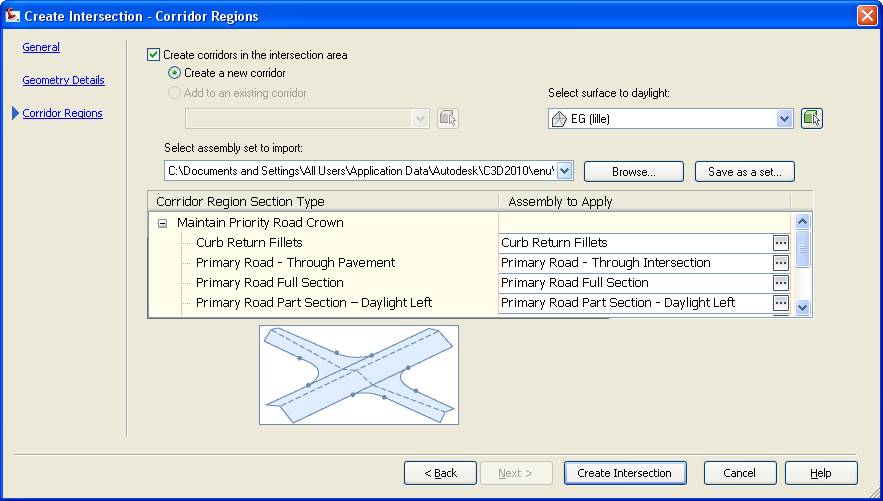 Create Intersection - Corridor Regions
General
Geometry Details
Corridor Regions
Create corridors in the intersection area
Create a new corridor
Add to an existing corridor
Select surface to daylight:
EG (lille)
Select assembly set to import:
C:\Documents and Settings\All Users\Application Data\Autodesk\C3D2010\enu\
Browse...
Save as a set...
Corridor Region Section Type
Assembly to Apply
Maintain Priority Road Crown
Curb Return Fillets
Curb Return Fillets
...
Primary Road - Through Pavement
Primary Road - Through Intersection
...
Primary Road Full Section
Primary Road Full Section
...
Primary Road Part Section – Daylight Left
Primary Road Part Section - Daylight Left
...
< Back
Next >
Create Intersection
Cancel
Help